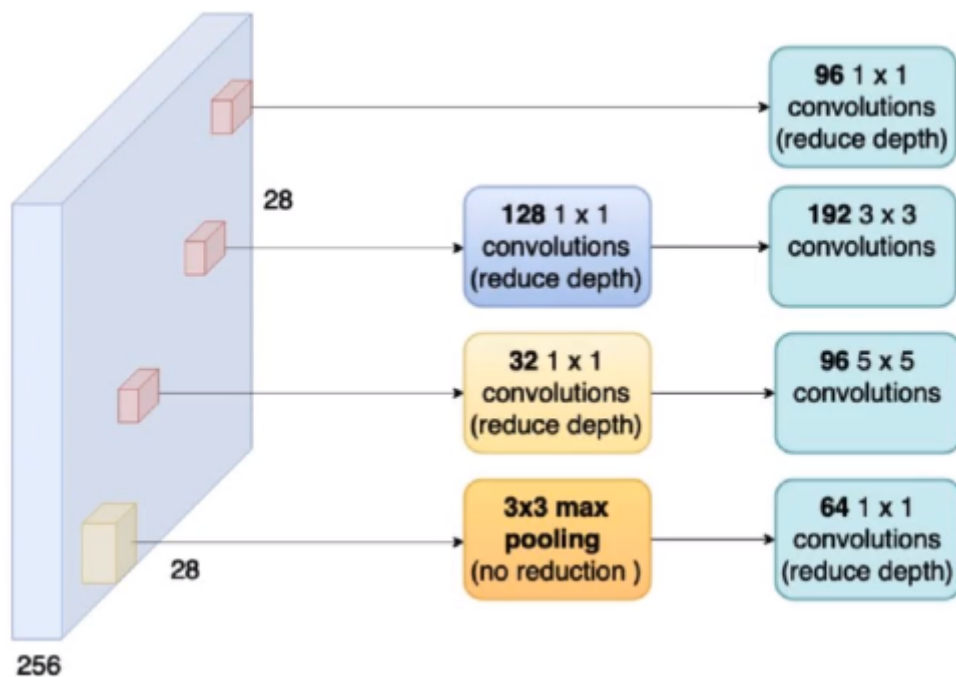 96 1 x 1
convolutions
(reduce depth)
28
128 1 x 1
convolutions
(reduce depth)
192 3 x 3
convolutions
32 1 x 1
convolutions
(reduce depth)
96 5 x 5
convolutions
3x3 max
pooling
(no reduction )
64 1 x 1
convolutions
(reduce depth)
28
256